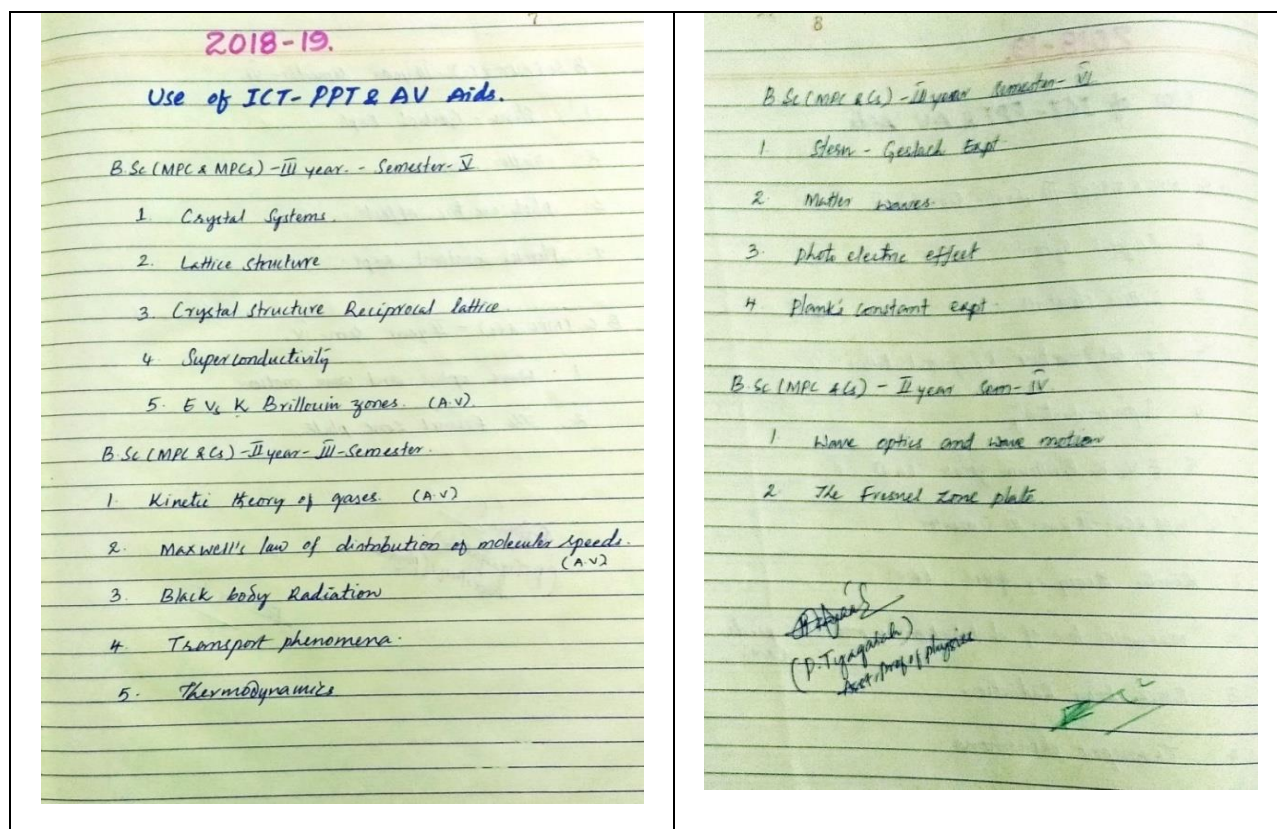 7
2018-19.
Use of ICT- PPT & AV Aids.
B.Sc (MPC & MPCs) - III year. - Semester- V
1. Crystal Systems.
2. Lattice structure
3. Crystal structure Reciprocal lattice.
4 Superconductivity
5. E Vs K Brillouin zones. (A.V)
B.Sc (MPC & Cs) - II year- III- Semester.
1. Kinetic theory of gases. (A.V)
2. Maxwell's law of distribution of molecular speeds.
(A.V)
3. Black body Radiation
4. Transport phenomena.
5. Thermodynamics
8
B.Sc (MPC & Cs) - III year Semester- VI
1 Stern - Gerlach Expt
2. Matter waves.
3. photo electric effect
4. Plank's constant expt.
B.Sc (MPC & Cs) - II year Sem- IV
1 Wave optics and wave motion
2 The Fresnel zone plate
(D. Tyagaiah)
Asst. Prof of physics